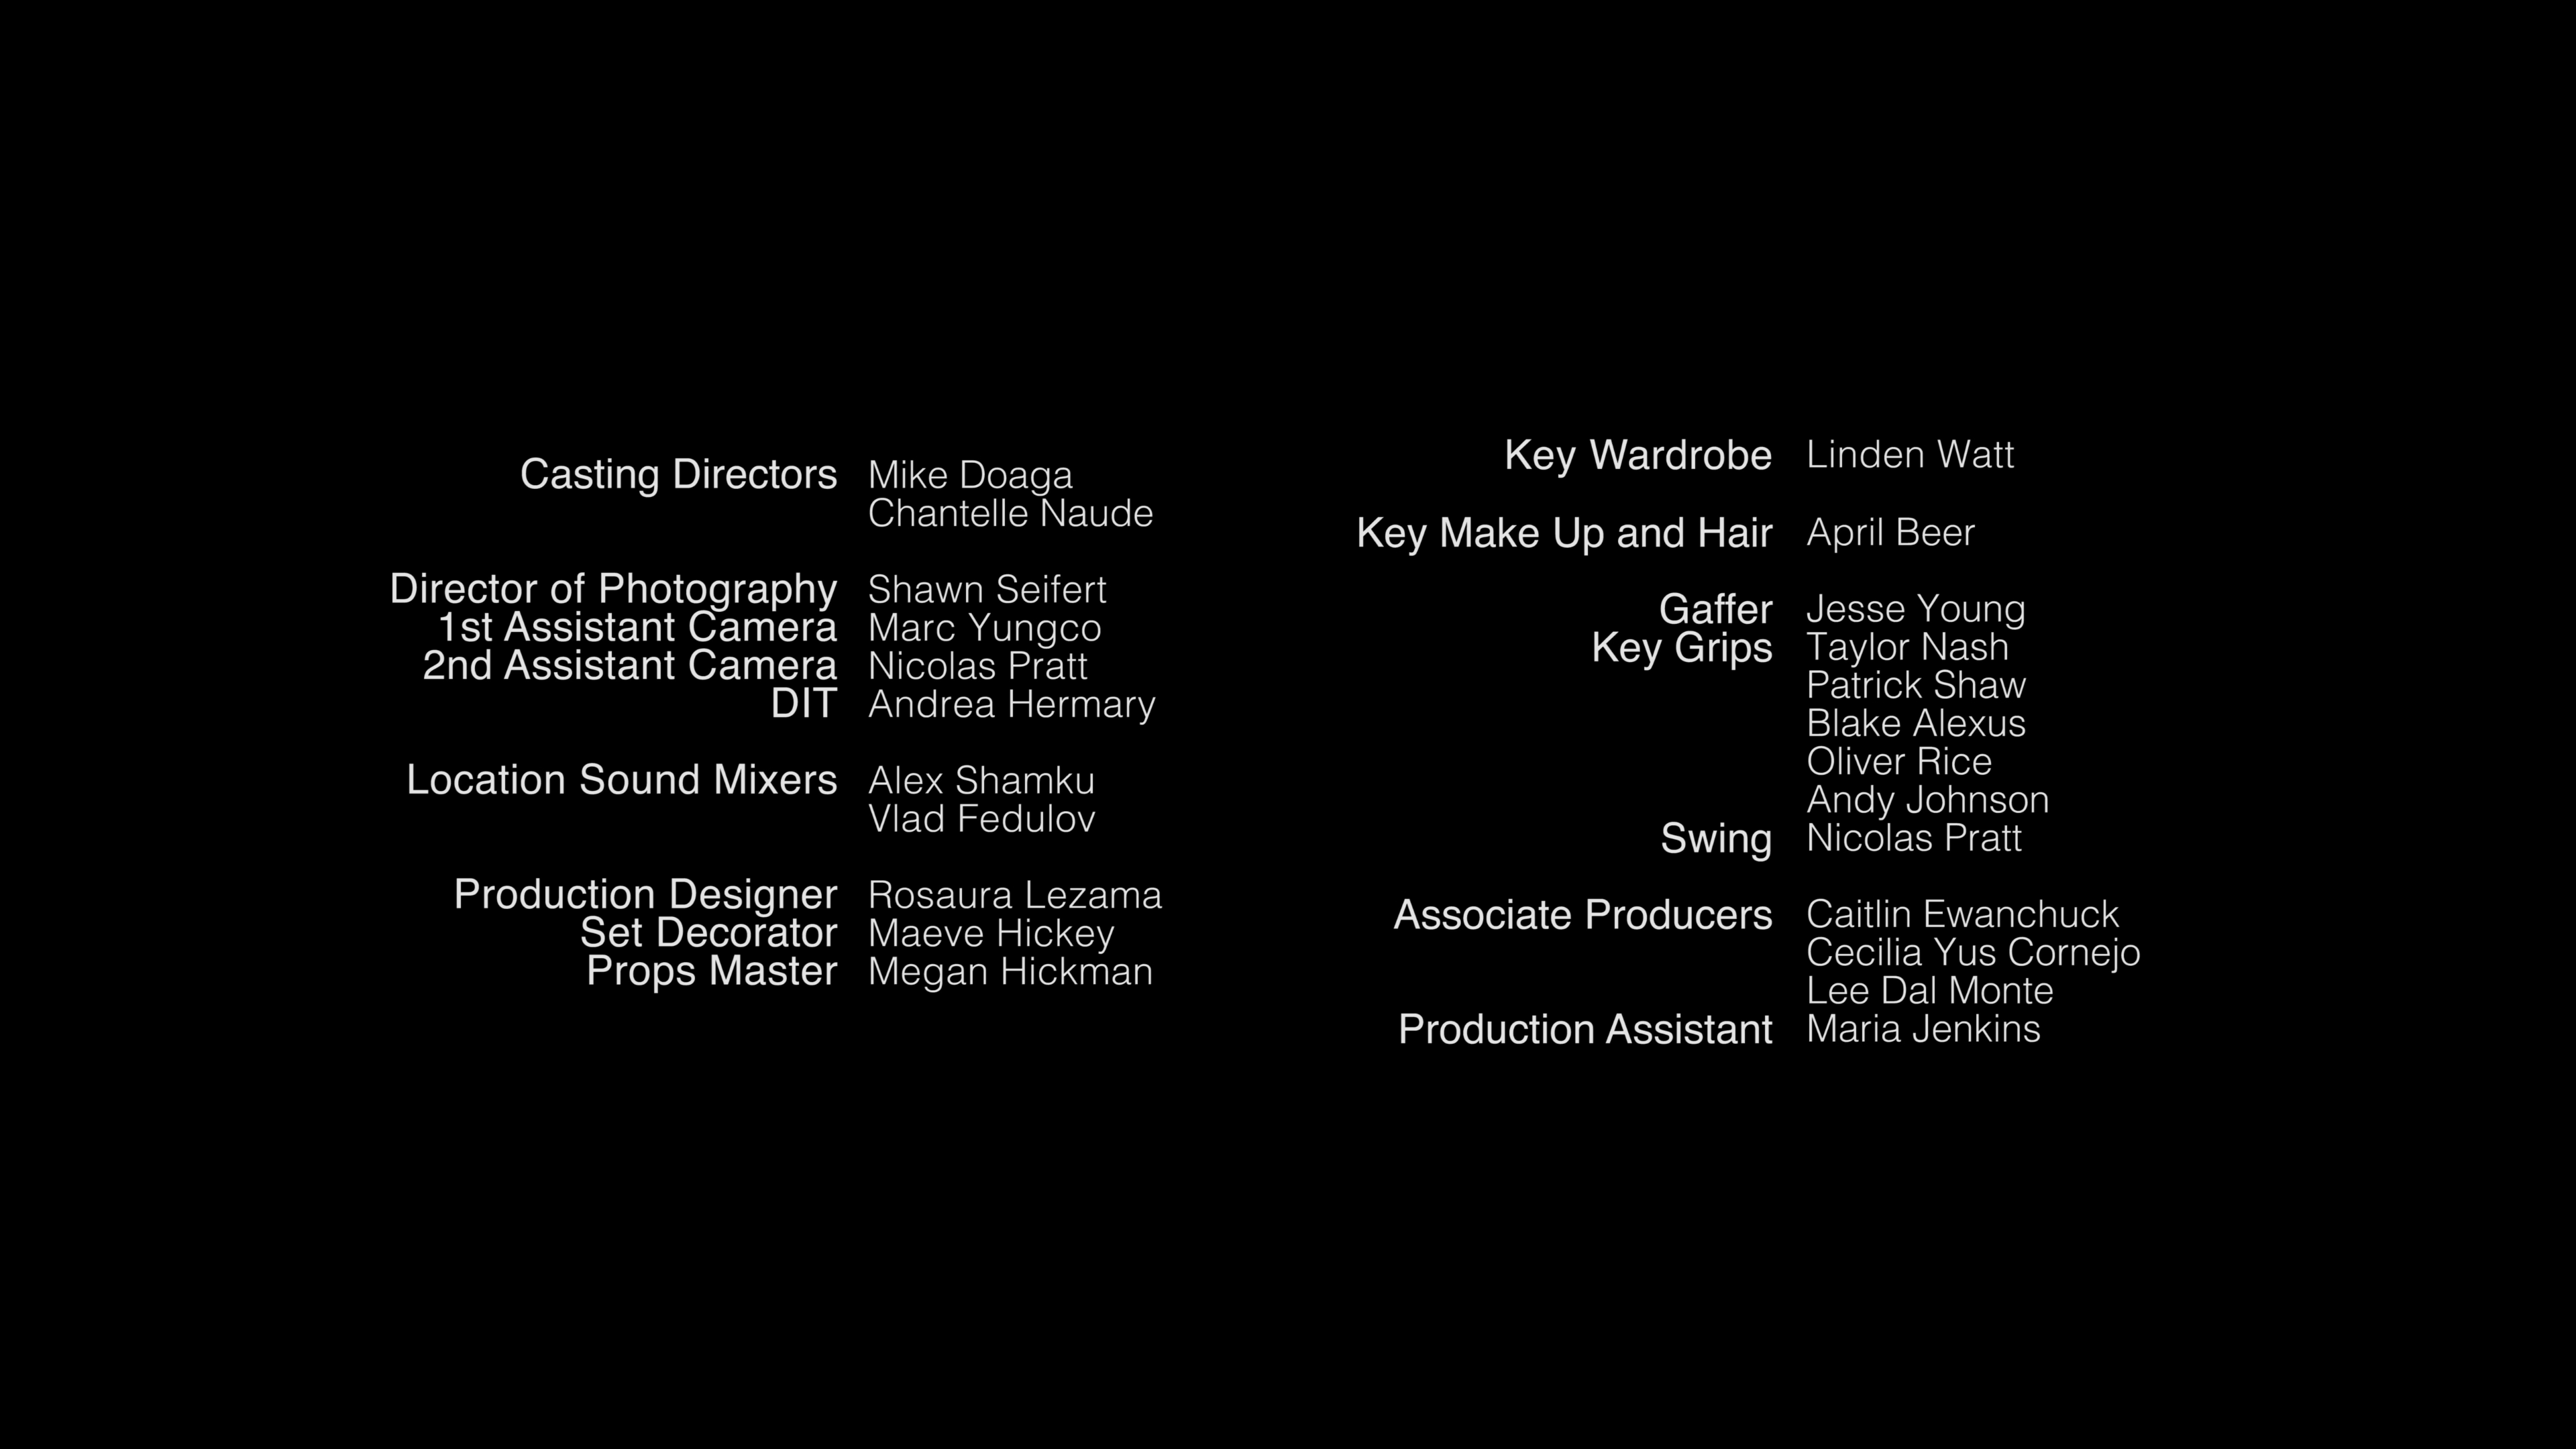 Casting Directors Mike Doaga
Chantelle Naude
Director of Photography Shawn Seifert
1st Assistant Camera Marc Yungco
2nd Assistant Camera Nicolas Pratt
DIT Andrea Hermary
Location Sound Mixers Alex Shamku
Vlad Fedulov
Production Designer Rosaura Lezama
Set Decorator Maeve Hickey
Props Master Megan Hickman
Key Wardrobe Linden Watt
Key Make Up and Hair April Beer
Gaffer Jesse Young
Key Grips Taylor Nash
Patrick Shaw
Blake Alexus
Oliver Rice
Andy Johnson
Swing Nicolas Pratt
Associate Producers Caitlin Ewanchuck
Cecilia Yus Cornejo
Lee Dal Monte
Production Assistant Maria Jenkins